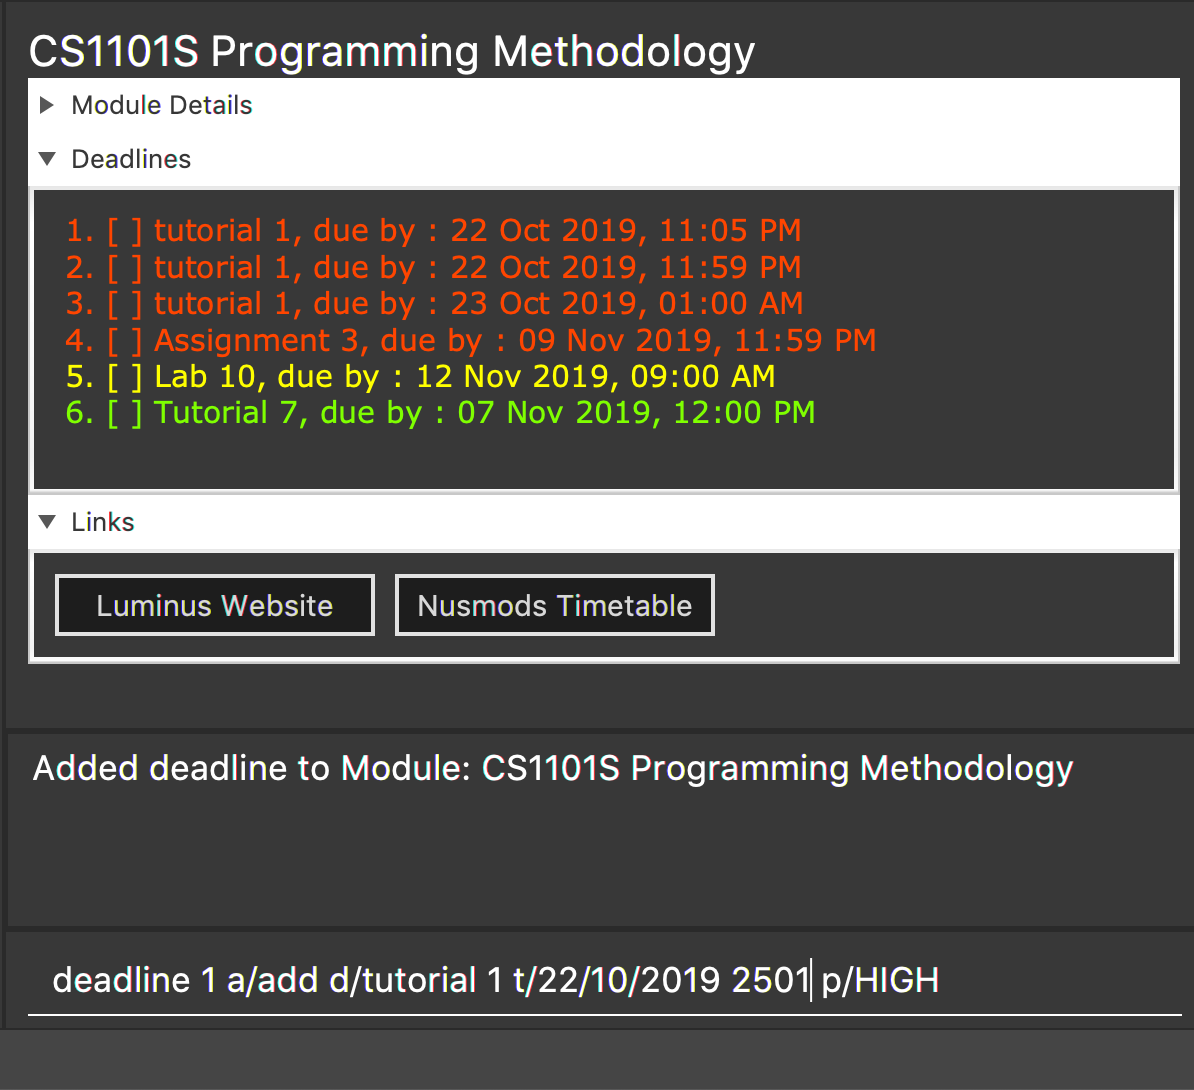 CS1101S Programming Methodology
Module Details
Deadlines
1. [ ] tutorial 1, due by : 22 Oct 2019, 11:05 PM
2. [ ] tutorial 1, due by : 22 Oct 2019, 11:59 PM
3. [ ] tutorial 1, due by : 23 Oct 2019, 01:00 AM
4. [ ] Assignment 3, due by : 09 Nov 2019, 11:59 PM
5. [ ] Lab 10, due by : 12 Nov 2019, 09:00 AM
6. [ ] Tutorial 7, due by : 07 Nov 2019, 12:00 PM
Links
Luminus Website Nusmods Timetable
Added deadline to Module: CS1101S Programming Methodology
deadline 1 a/add d/tutorial 1 t/22/10/2019 2501 p/HIGH